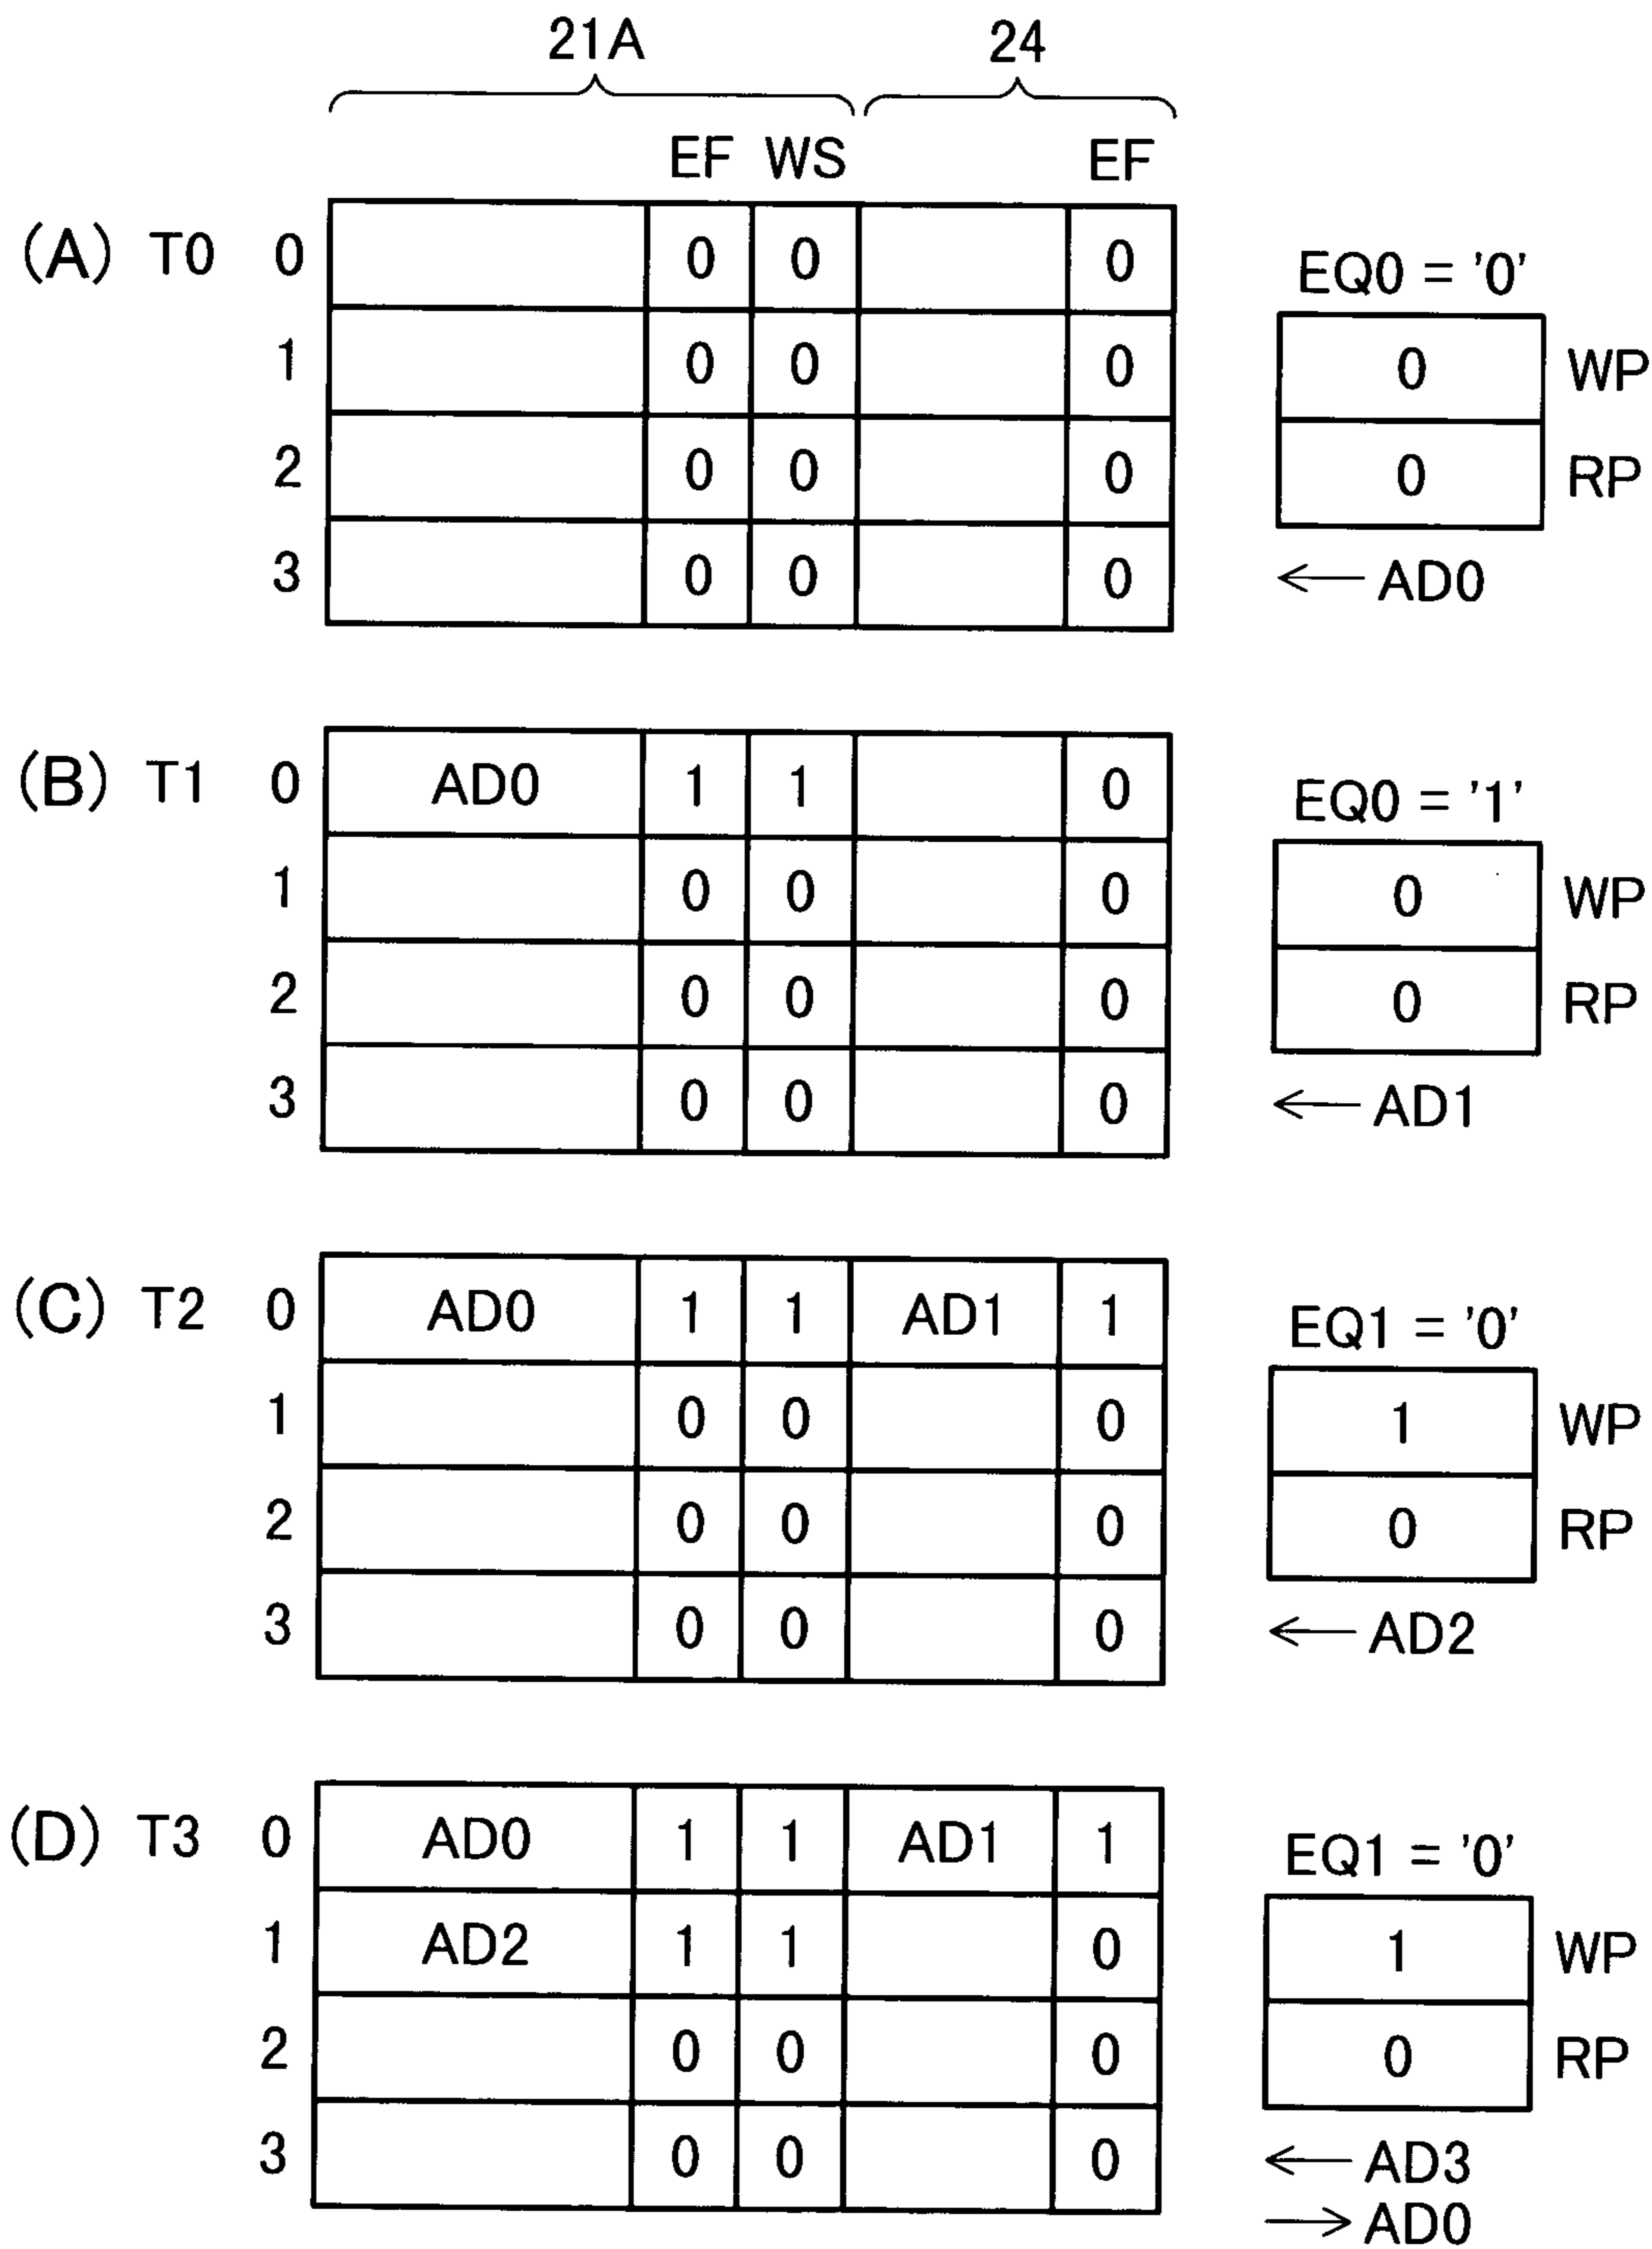 21A 24
EF WS EF
(A) T0 0 0 0 0 EQ0 = '0'
1 0 0 0 0 WP
2 0 0 0 0 RP
3 0 0 0 ← AD0
(B) T1 0 AD0 1 1 0 EQ0 = '1'
1 0 0 0 0 WP
2 0 0 0 0 RP
3 0 0 0 ← AD1
(C) T2 0 AD0 1 1 AD1 1 EQ1 = '0'
1 0 0 0 1 WP
2 0 0 0 0 RP
3 0 0 0 ← AD2
(D) T3 0 AD0 1 1 AD1 1 EQ1 = '0'
1 AD2 1 1 0 1 WP
2 0 0 0 0 RP
3 0 0 0 ← AD3
→ AD0